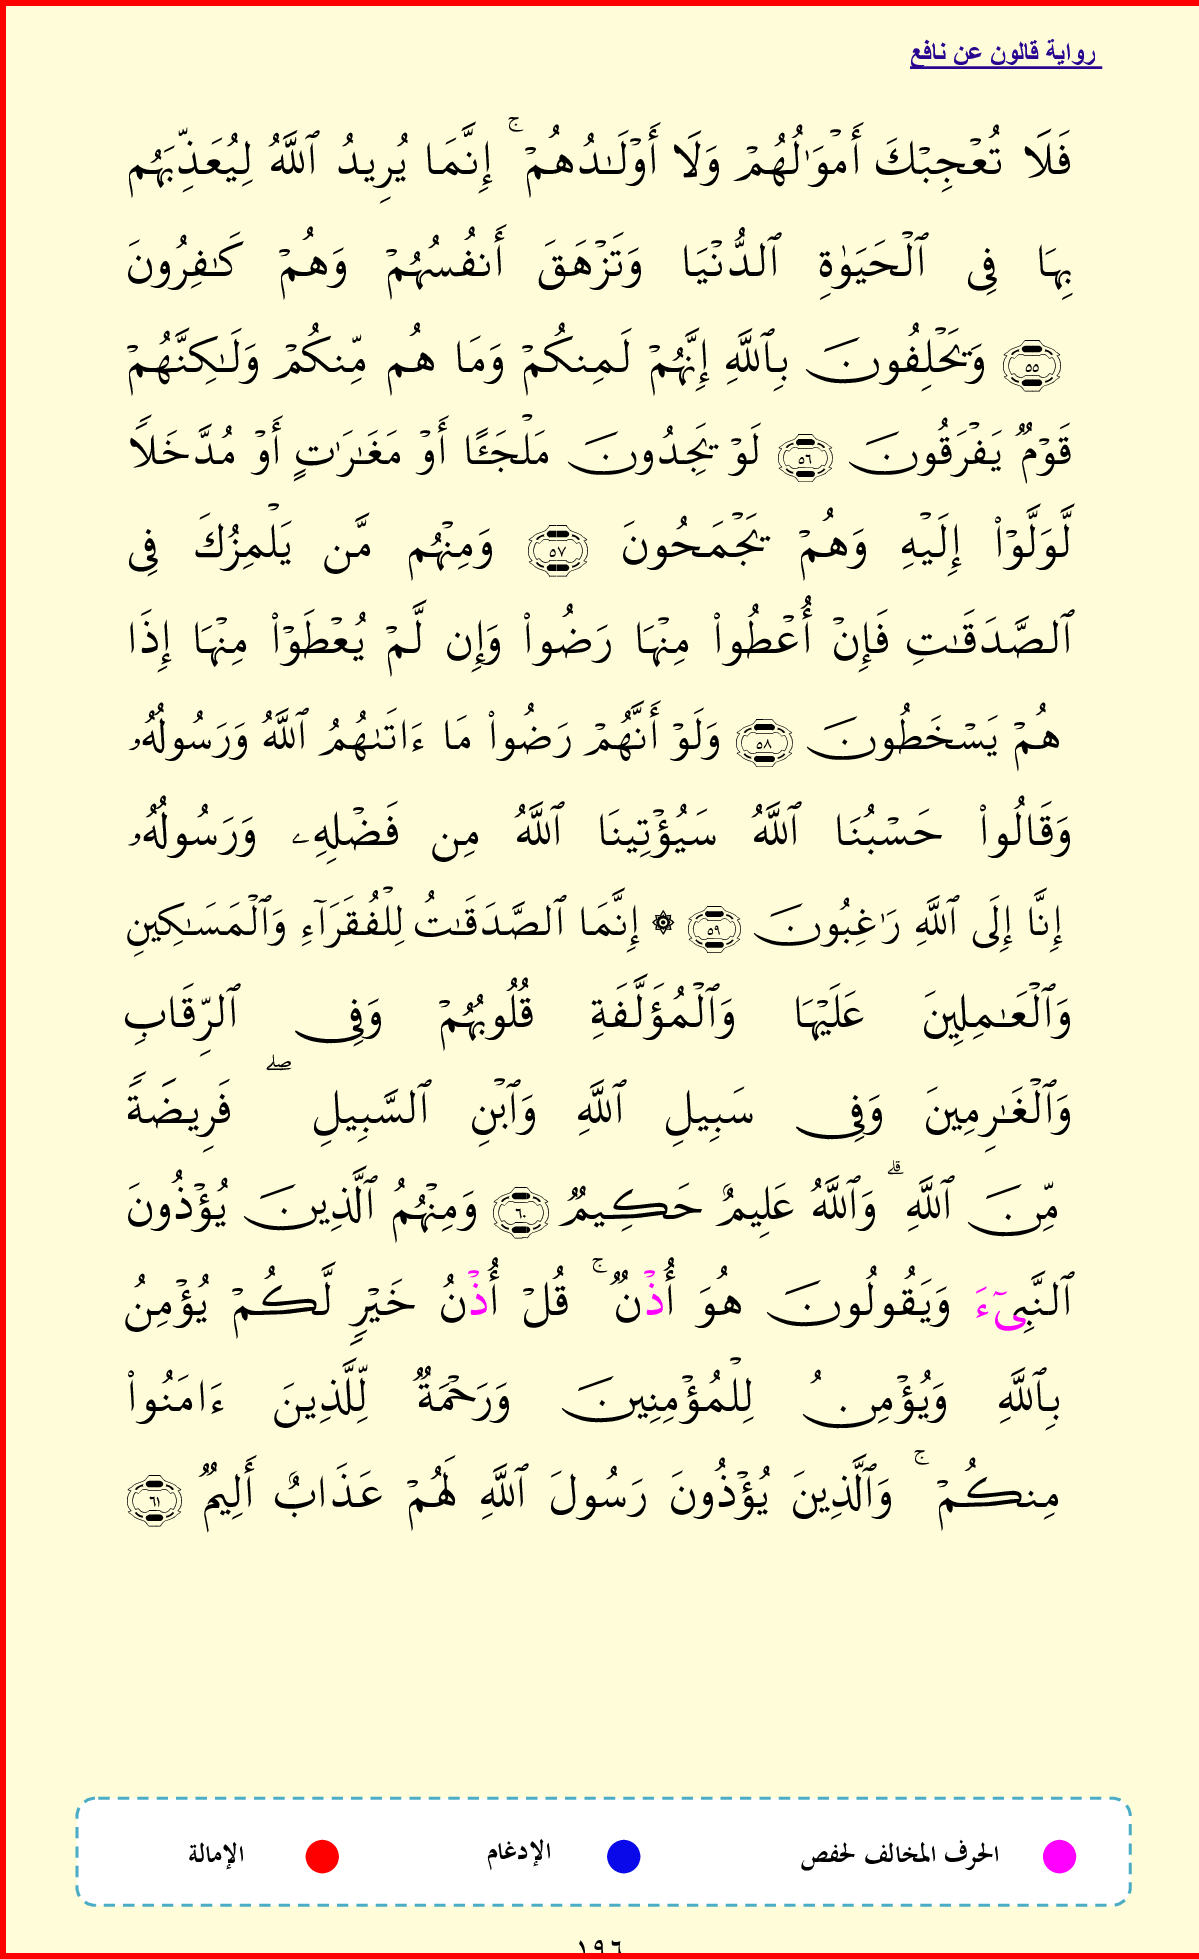 رواية قالون عن نافع
فَلَا تُعْجِبْكَ أَمْوَٰلُهُمْ وَلَا أَوْلَـٰدُهُمْ ۚ إِنَّمَا يُرِيدُ ٱللَّهُ لِيُعَذِّبَهُم
بِهَا فِى ٱلْحَيَوٰةِ ٱلدُّنْيَا وَتَزْهَقَ أَنفُسُهُمْ وَهُمْ كَـٰفِرُونَ
٥٥ وَيَحْلِفُونَ بِٱللَّهِ إِنَّهُمْ لَمِنكُمْ وَمَا هُم مِّنكُمْ وَلَـٰكِنَّهُمْ
قَوْمٌ يَفْرَقُونَ ٥٦ لَوْ يَجِدُونَ مَلْجَـًٔا أَوْ مَغَـٰرَٰتٍ أَوْ مُدَّخَلًا
لَّوَلَّوْا۟ إِلَيْهِ وَهُمْ يَجْمَحُونَ ٥٧ وَمِنْهُم مَّن يَلْمِزُكَ فِى
ٱلصَّدَقَـٰتِ فَإِنْ أُعْطُوا۟ مِنْهَا رَضُوا۟ وَإِن لَّمْ يُعْطَوْا۟ مِنْهَا إِذَا
هُمْ يَسْخَطُونَ ٥٨ وَلَوْ أَنَّهُمْ رَضُوا۟ مَا ءَاتَىٰهُمُ ٱللَّهُ وَرَسُولُهُۥ
وَقَالُوا۟ حَسْبُنَا ٱللَّهُ سَيُؤْتِينَا ٱللَّهُ مِن فَضْلِهِۦ وَرَسُولُهُۥ
إِنَّا إِلَى ٱللَّهِ رَٰغِبُونَ ٥٩ ۞ إِنَّمَا ٱلصَّدَقَـٰتُ لِلْفُقَرَآءِ وَٱلْمَسَـٰكِينِ
وَٱلْعَـٰمِلِينَ عَلَيْهَا وَٱلْمُؤَلَّفَةِ قُلُوبُهُمْ وَفِى ٱلرِّقَابِ
وَٱلْغَـٰرِمِينَ وَفِى سَبِيلِ ٱللَّهِ وَٱبْنِ ٱلسَّبِيلِ ۖ فَرِيضَةً
مِّنَ ٱللَّهِ ۗ وَٱللَّهُ عَلِيمٌ حَكِيمٌ ٦٠ وَمِنْهُمُ ٱلَّذِينَ يُؤْذُونَ
ٱلنَّبِىٓءَ وَيَقُولُونَ هُوَ أُذْنٌ ۚ قُلْ أُذْنُ خَيْرٍ لَّكُمْ يُؤْمِنُ
بِٱللَّهِ وَيُؤْمِنُ لِلْمُؤْمِنِينَ وَرَحْمَةٌ لِّلَّذِينَ ءَامَنُوا۟
مِنكُمْ ۚ وَٱلَّذِينَ يُؤْذُونَ رَسُولَ ٱللَّهِ لَهُمْ عَذَابٌ أَلِيمٌ ٦١
الحرف المخالف لحفص الإدغام الإمالة
١٩٦